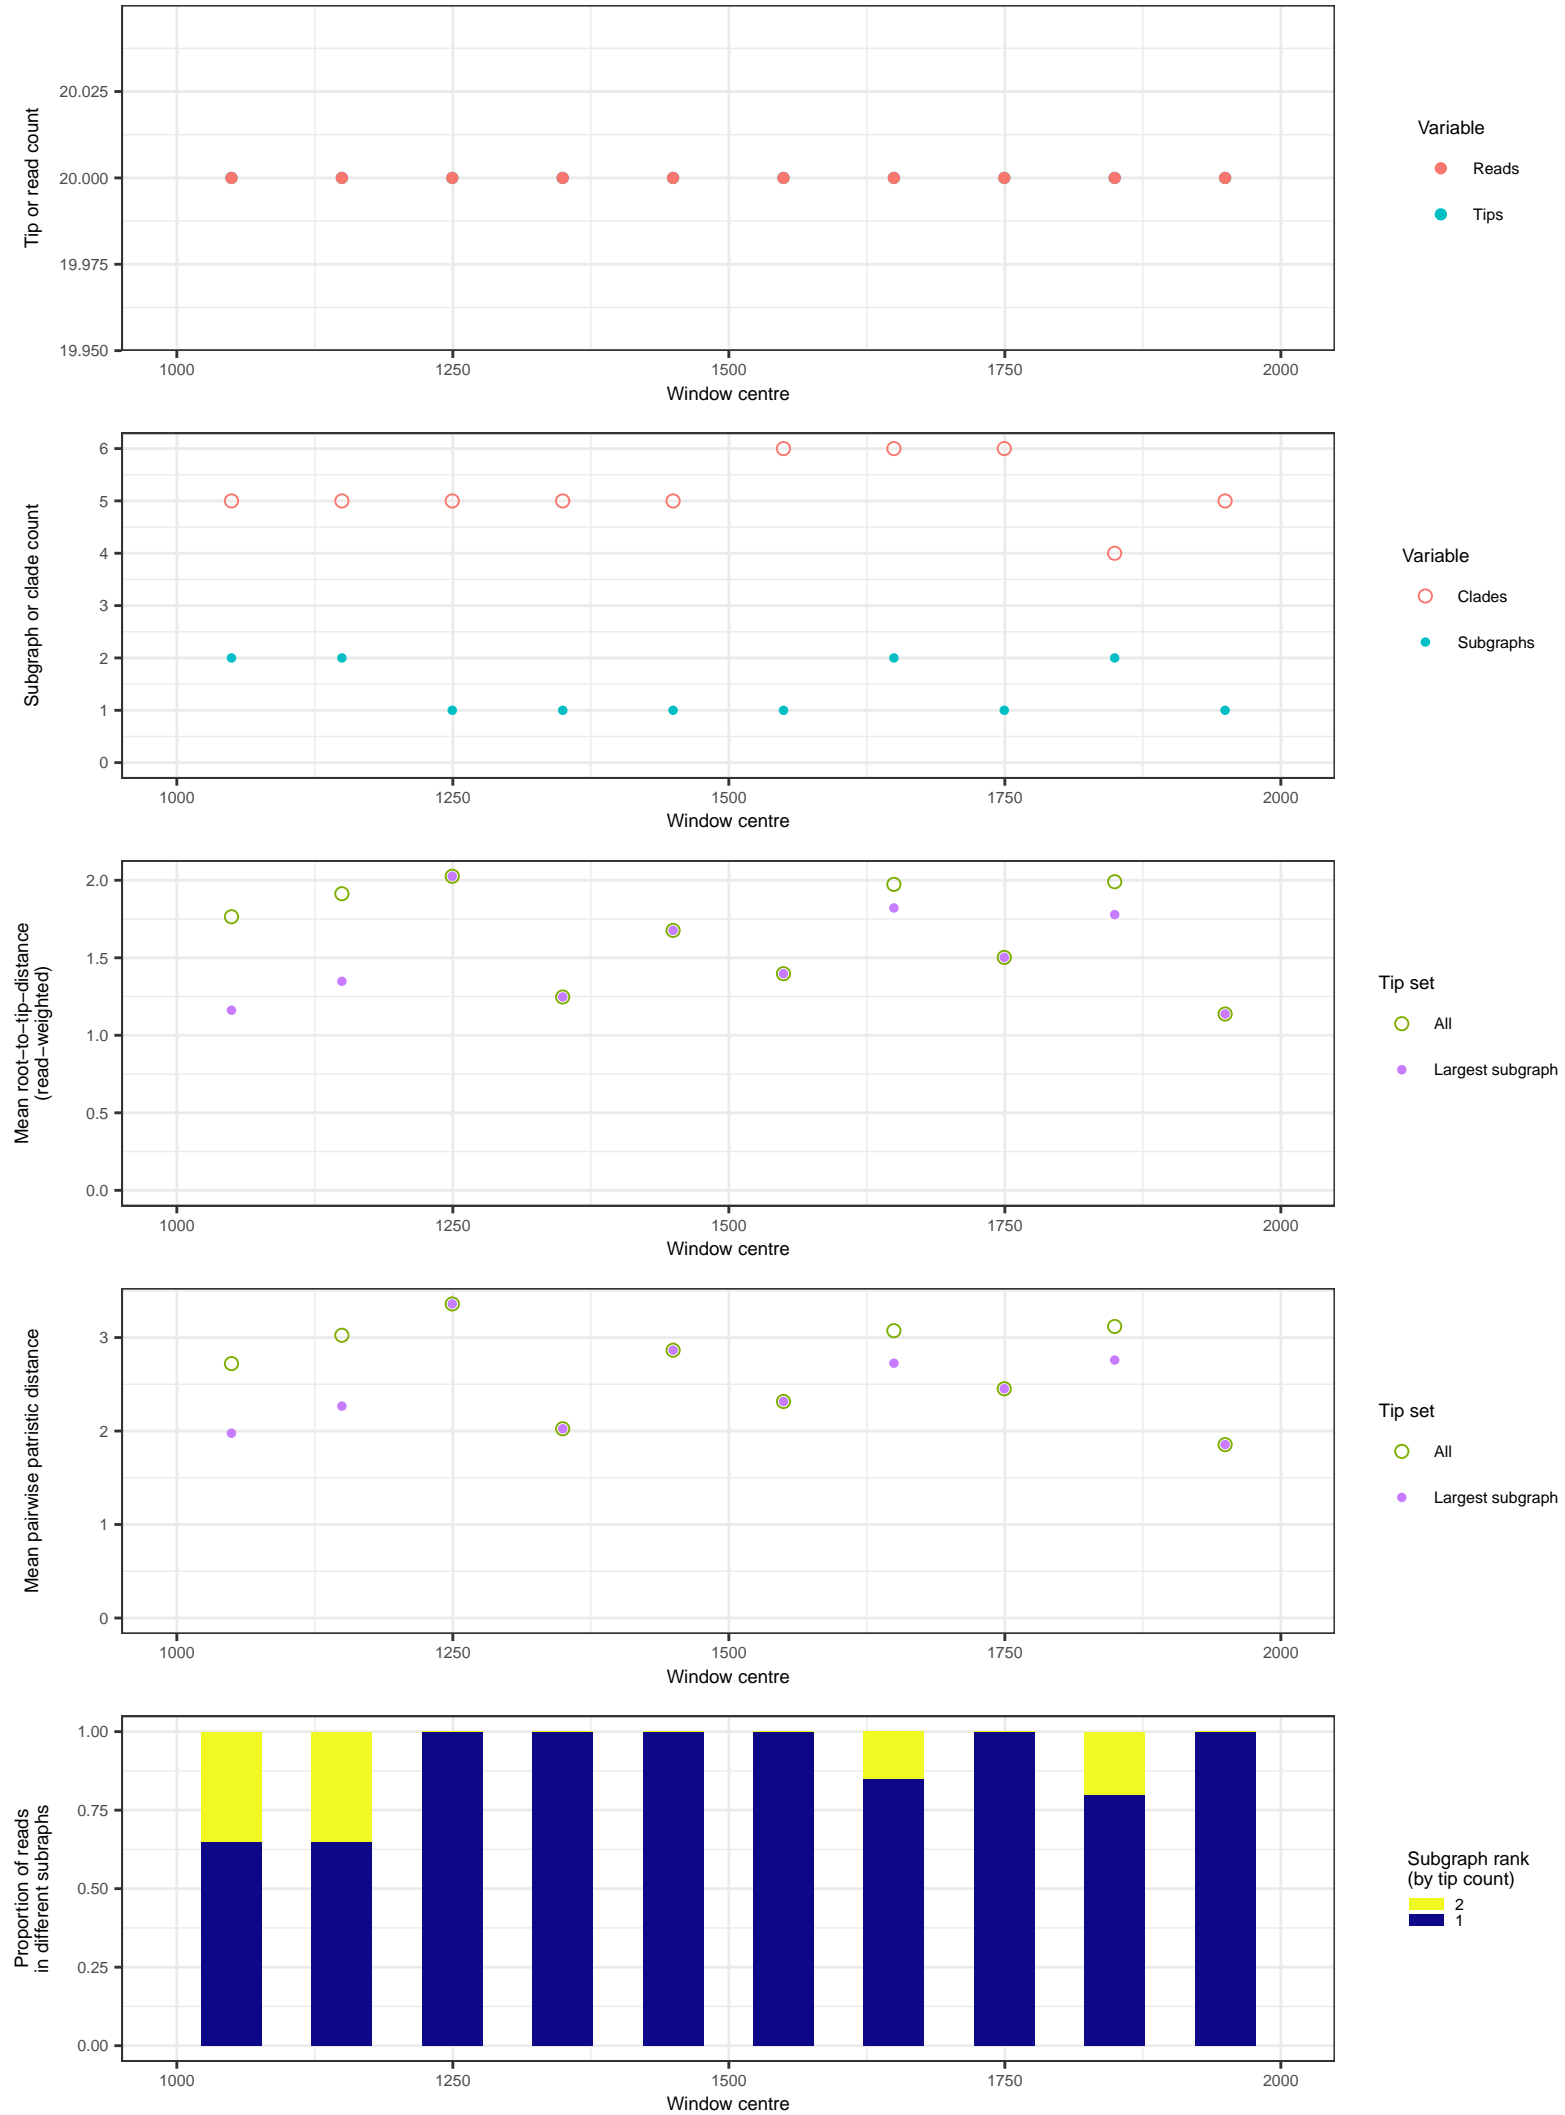 20.025
20.000
19.975
19.950
Tip or read count
1000 1250 1500 1750 2000
Window centre
Variable
Reads
Tips
6
5
4
3
2
1
0
Subgraph or clade count
1000 1250 1500 1750 2000
Window centre
Variable
Clades
Subgraphs
2.0
1.5
1.0
0.5
0.0
Mean root−to−tip−distance
(read−weighted)
1000 1250 1500 1750 2000
Window centre
Tip set
All
Largest subgraph
3
2
1
0
Mean pairwise patristic distance
1000 1250 1500 1750 2000
Window centre
Tip set
All
Largest subgraph
1.00
0.75
0.50
0.25
0.00
Proportion of reads
in different subraphs
1000 1250 1500 1750 2000
Window centre
Subgraph rank
(by tip count)
2
1